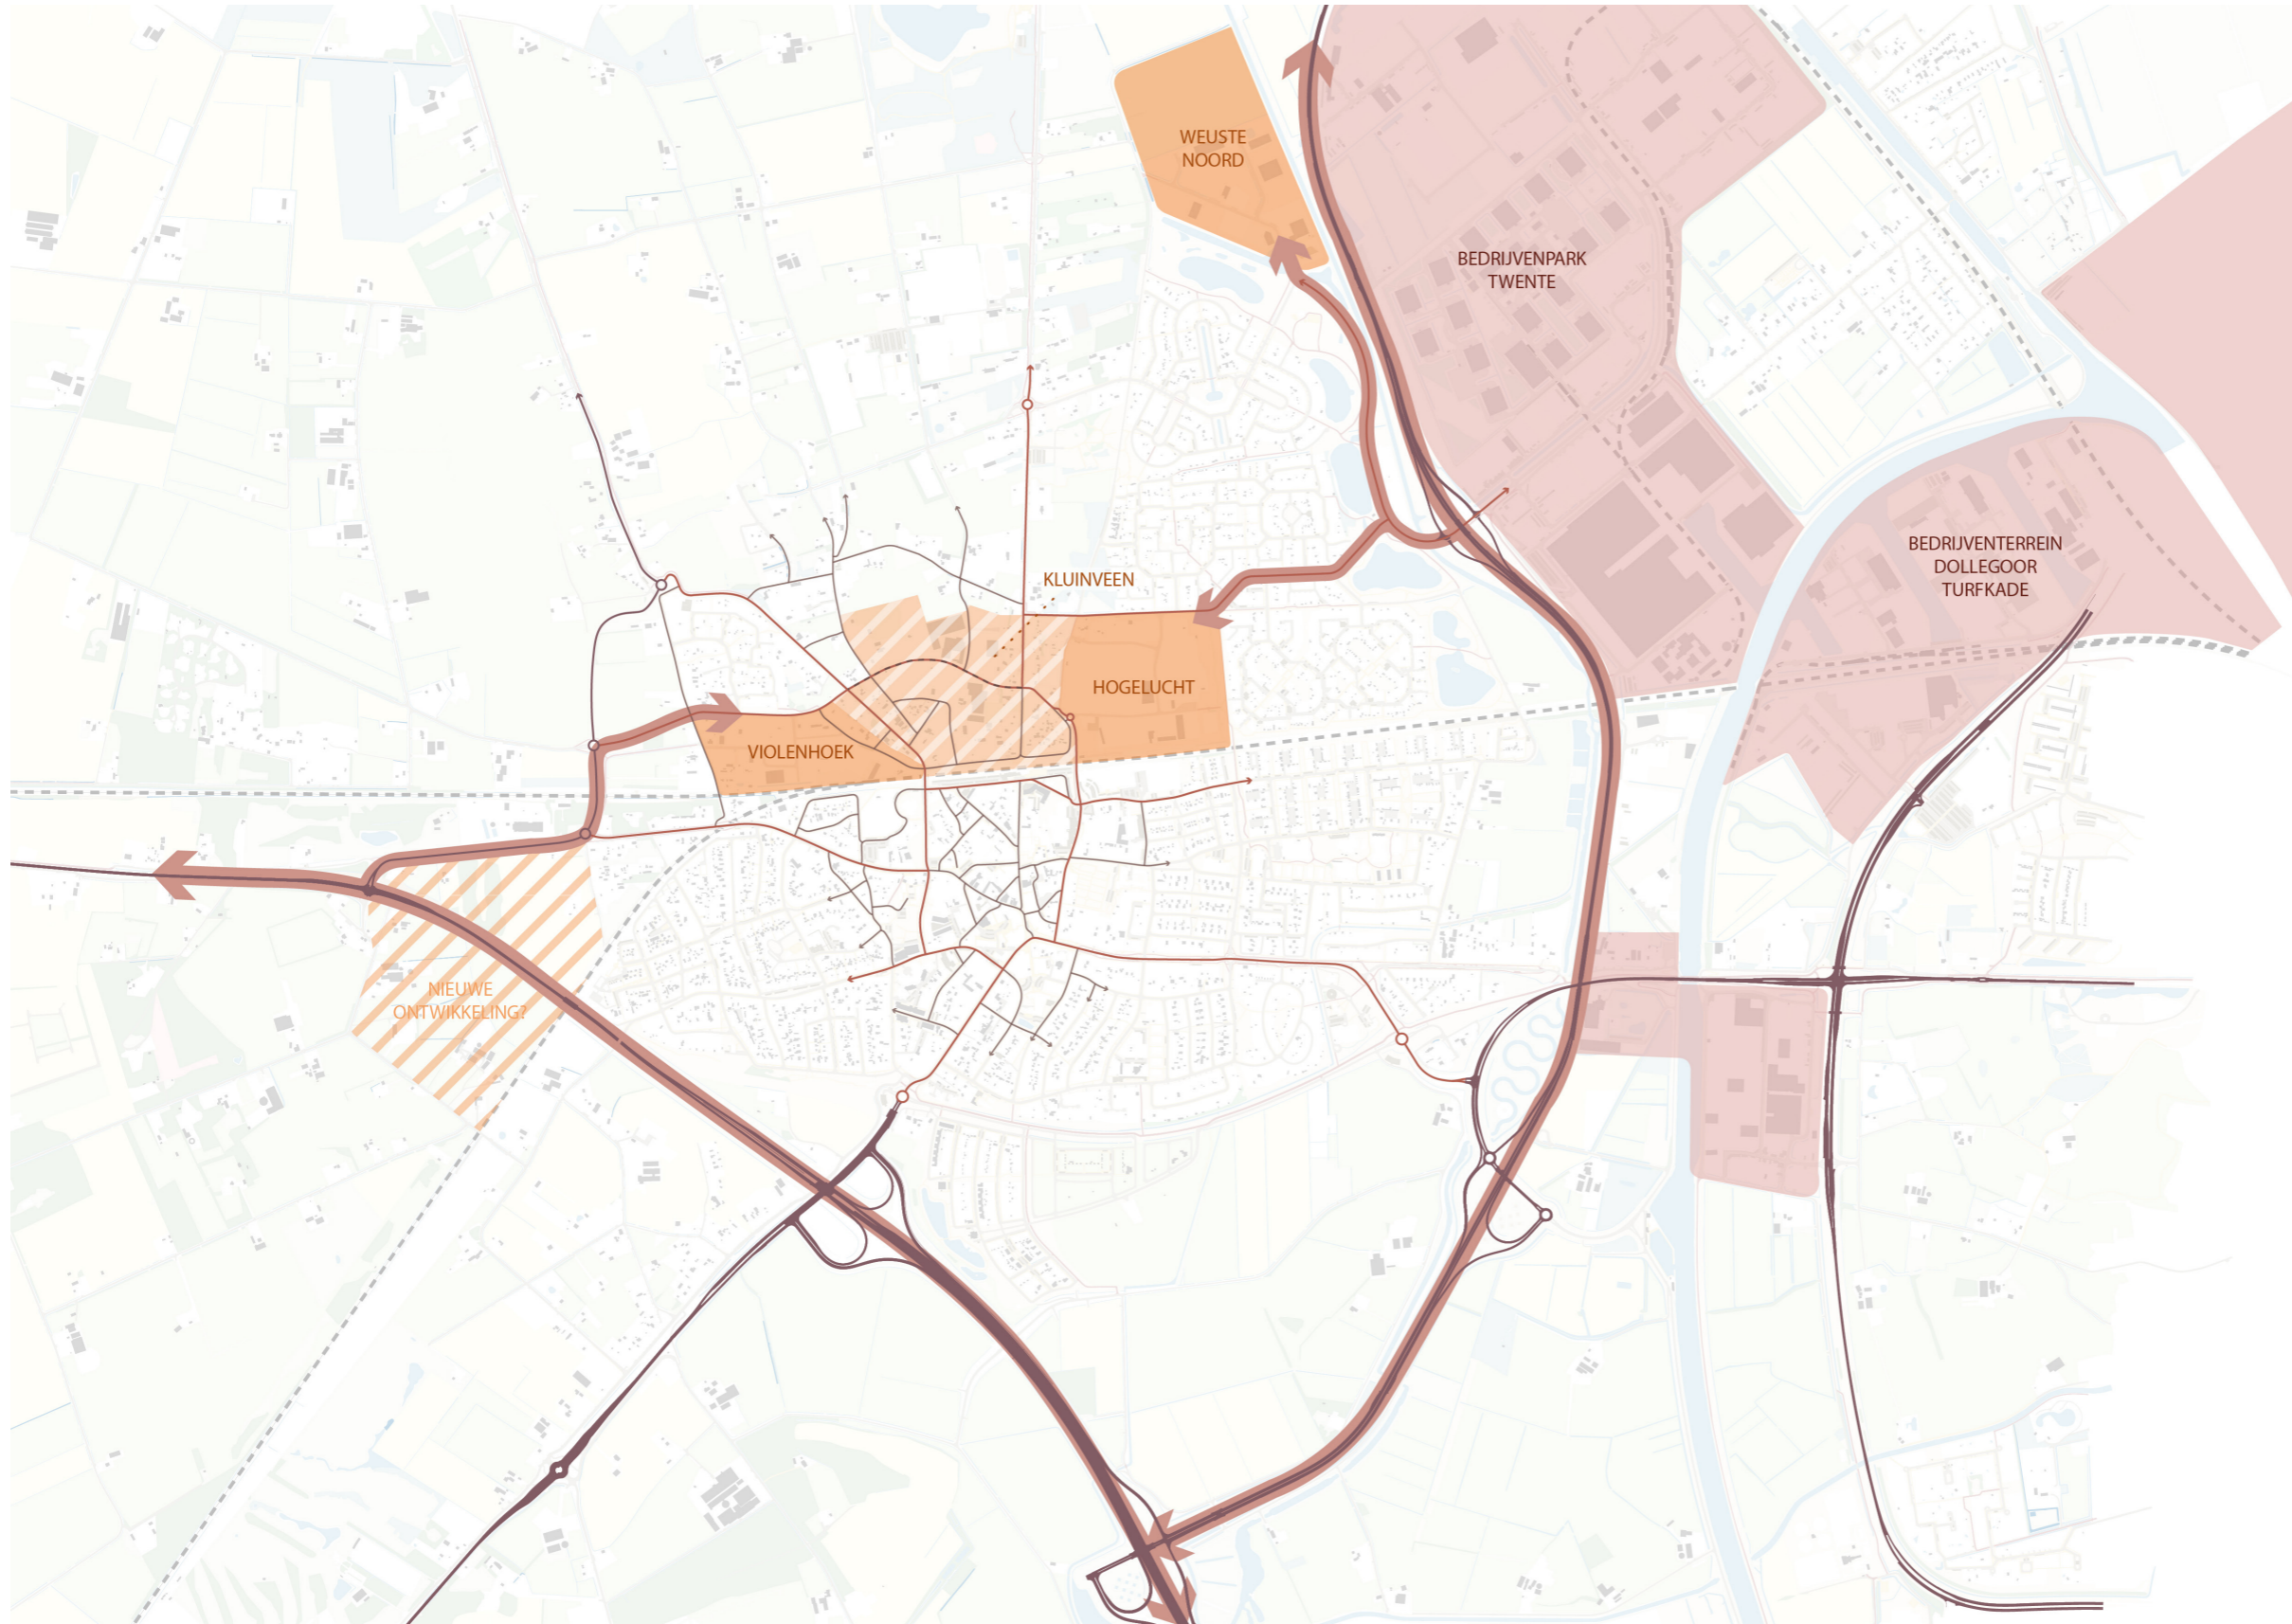 WEUSTE
NOORD
BEDRIJVENPARK
TWENTE
BEDRIJVENTERREIN
DOLLEGOOR
TURFKADE
KLUINVEEN
HOGELUCHT
VIOLENHOEK
NIEUWE
ONTWIKKELING?